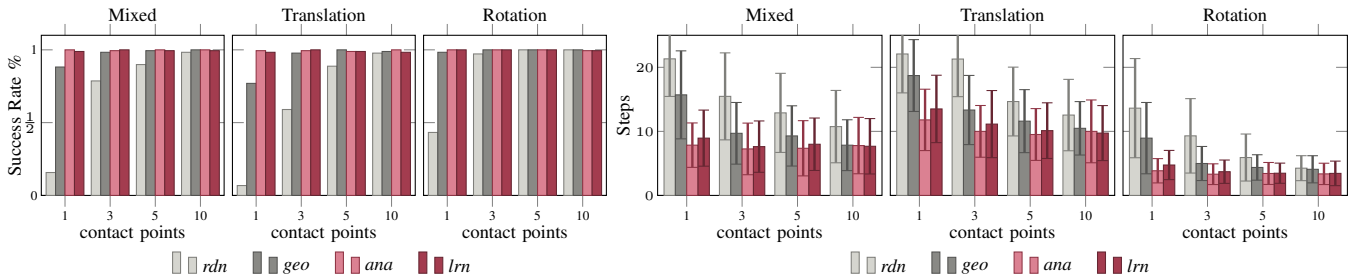 Mixed
Translation
Rotation
Success Rate %
1
1/2
0
1 3 5 10
1 3 5 10
1 3 5 10
contact points
contact points
contact points
rdn geo ana lrn
Mixed
Translation
Rotation
Steps
20
10
0
1 3 5 10
1 3 5 10
1 3 5 10
contact points
contact points
contact points
rdn geo ana lrn